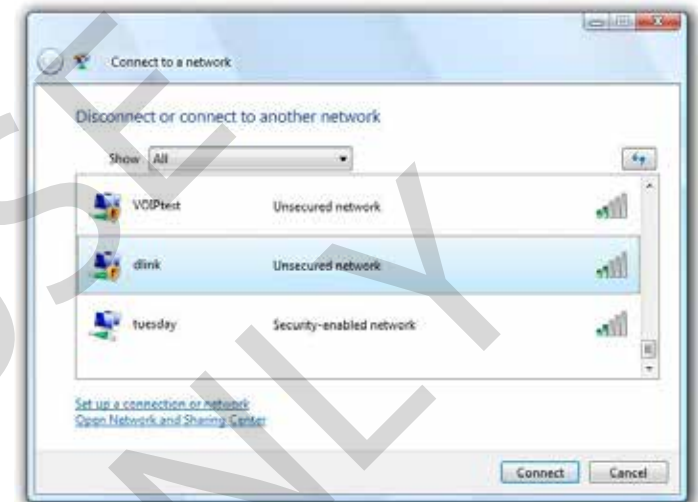 Connect to a network
Disconnect or connect to another network
Show All
VOIPtest Unsecured network
dlink Unsecured network
tuesday Security-enabled network
Set up a connection or network
Open Network and Sharing Center
Connect Cancel